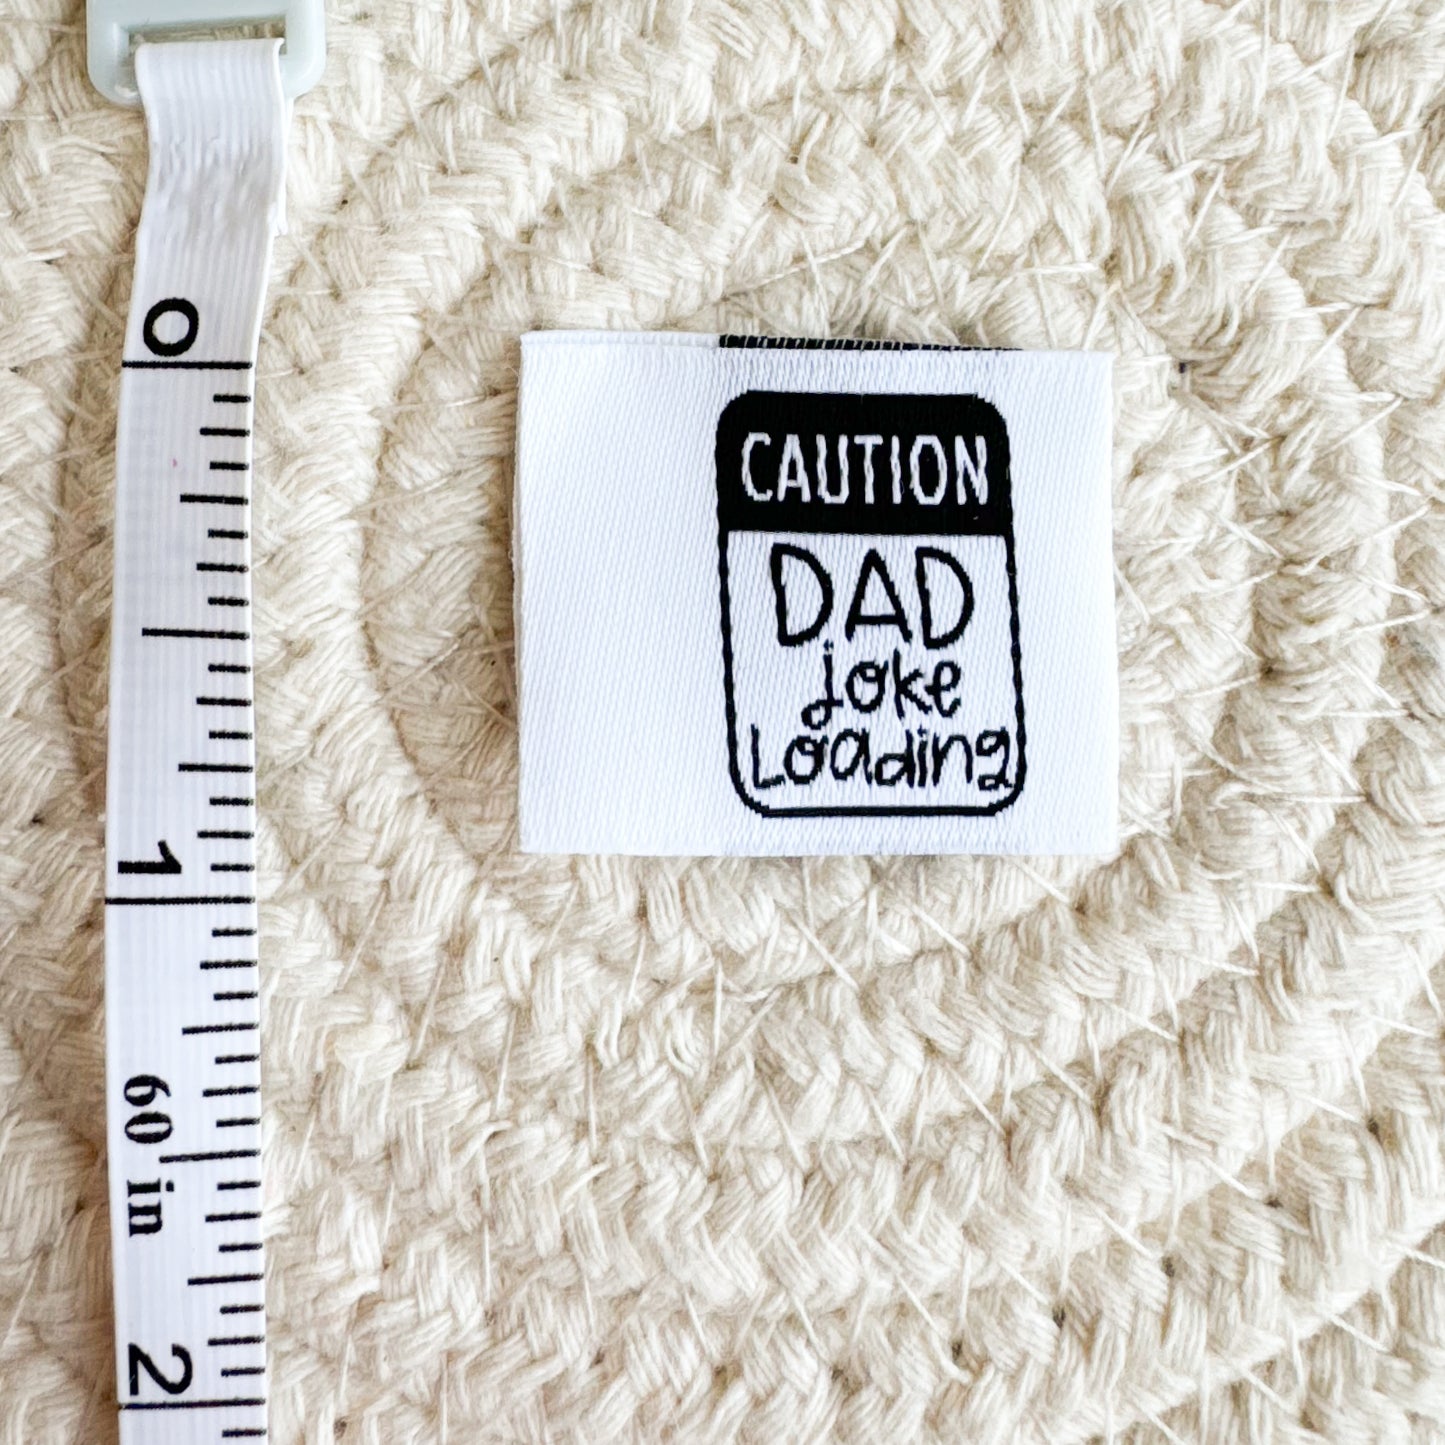 0
1
60 in
2
CAUTION
DAD
joke
Loading